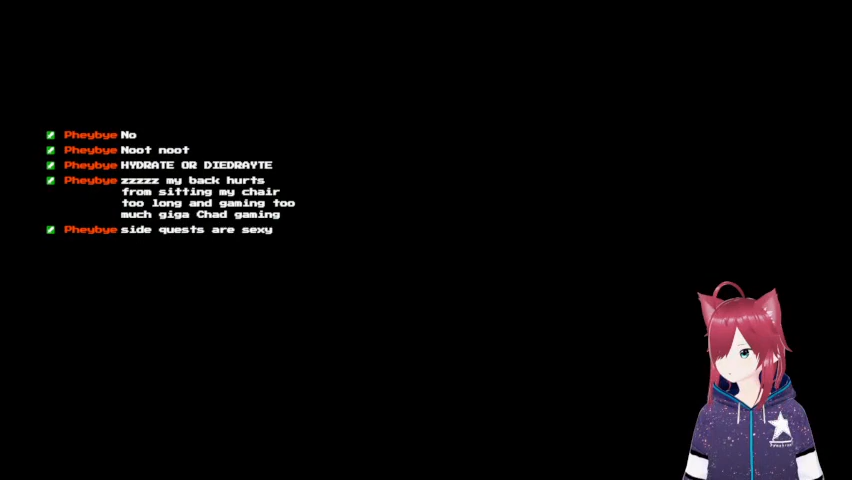 Pheybye No
Pheybye Noot noot
Pheybye HYDRATE OR DIEDRAYTE
Pheybye zzzzz my back hurts
from sitting my chair
too long and gaming too
much giga Chad gaming
Pheybye side quests are sexy